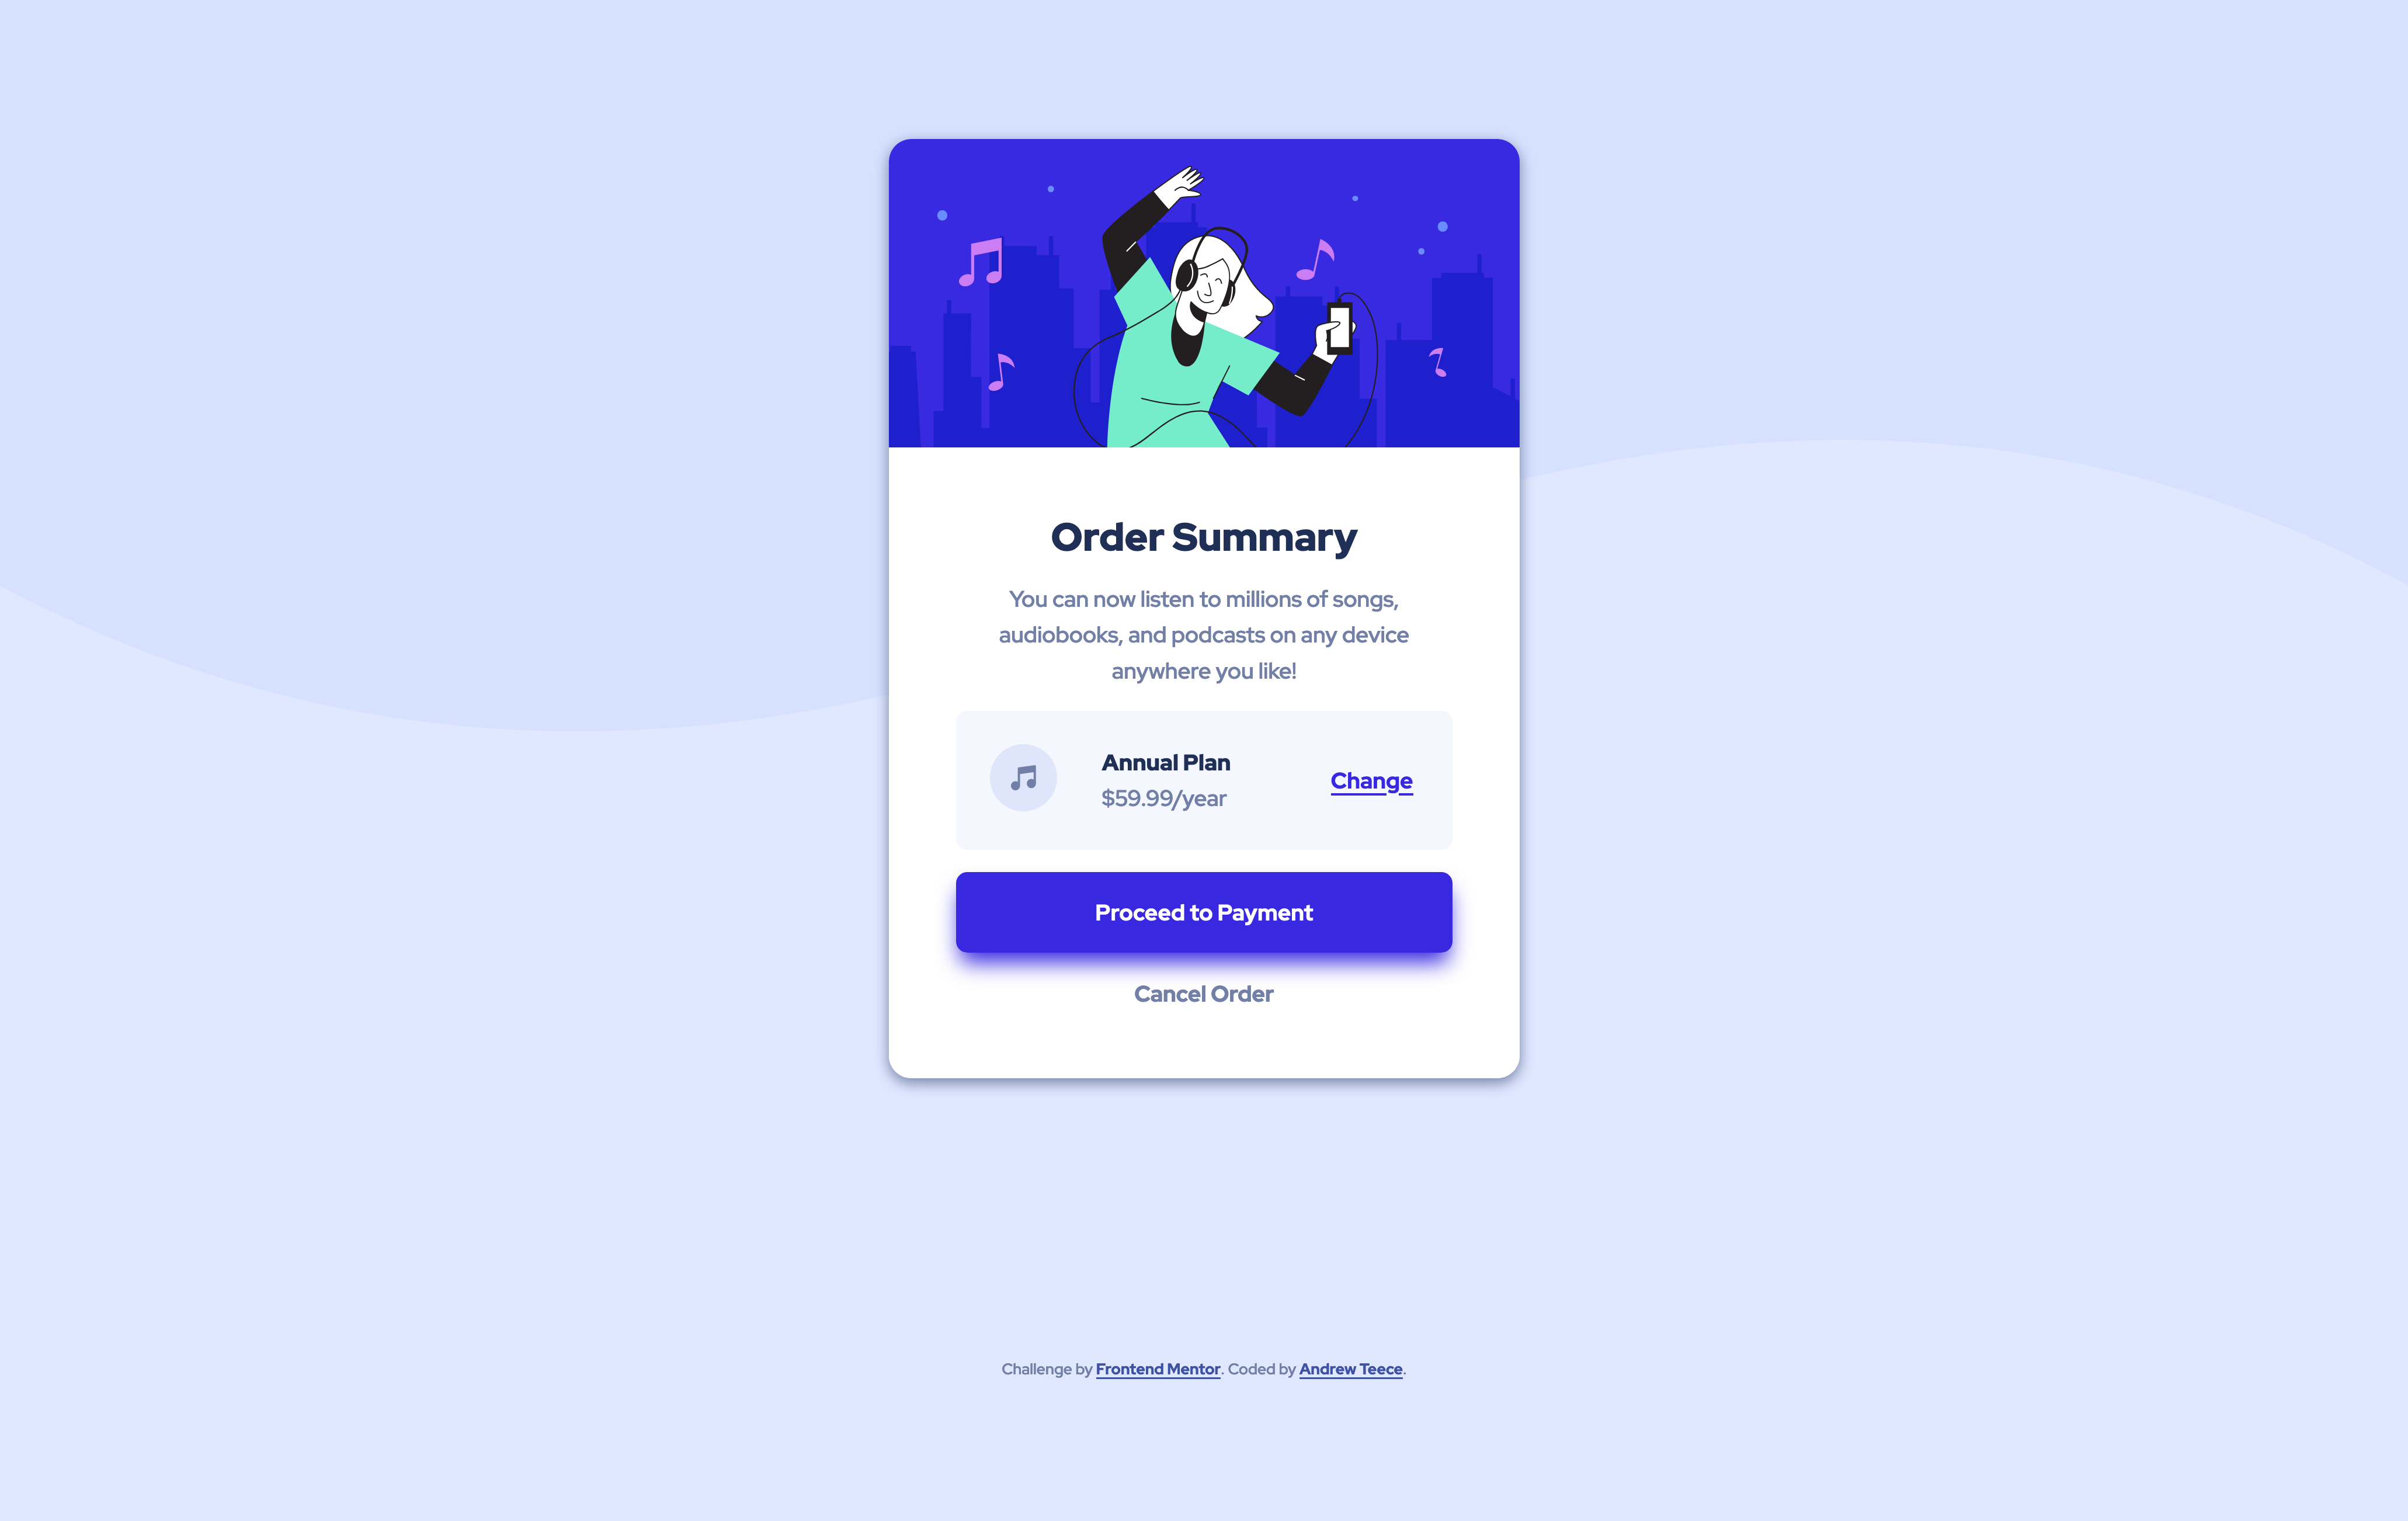 Order Summary
You can now listen to millions of songs,
audiobooks, and podcasts on any device
anywhere you like!
Annual Plan
$59.99/year
Change
Proceed to Payment
Cancel Order
Challenge by Frontend Mentor. Coded by Andrew Teece.